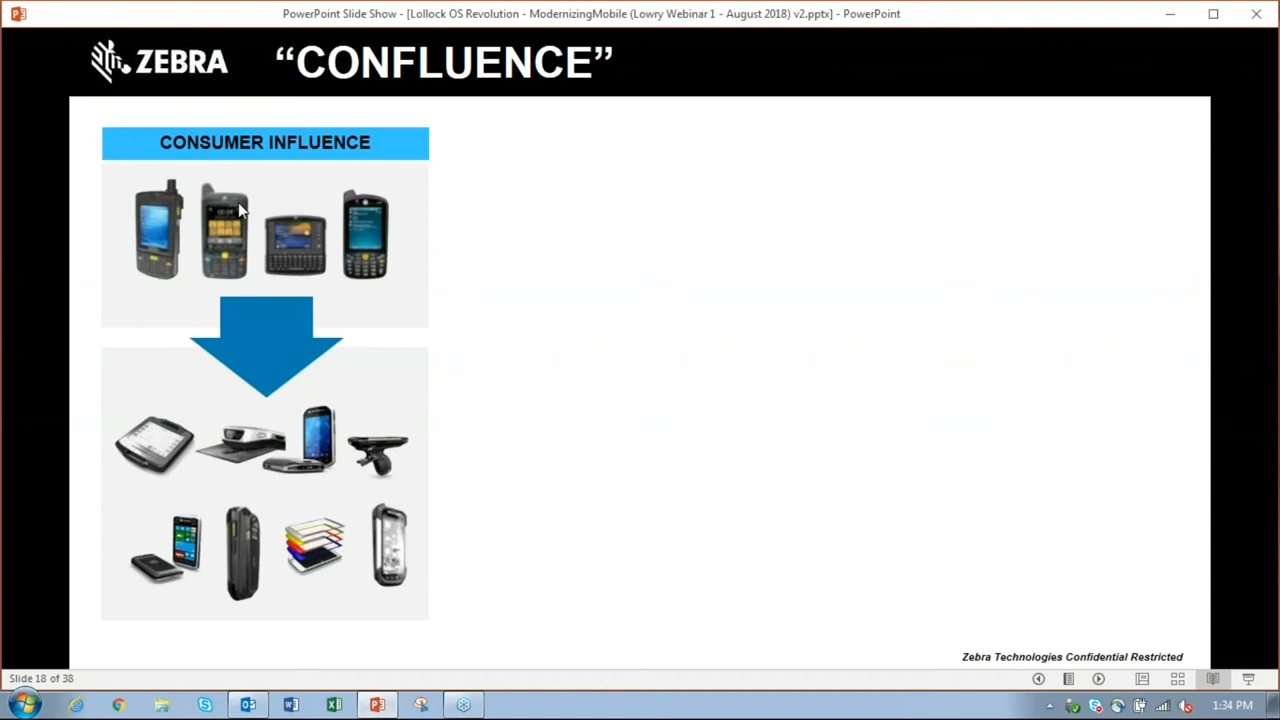 PowerPoint Slide Show - [Lollock OS Revolution - ModernizingMobile (Lowry Webinar 1 - August 2018) v2.pptx] - PowerPoint
ZEBRA
“CONFLUENCE”
CONSUMER INFLUENCE
Zebra Technologies Confidential Restricted
Slide 18 of 38
1:34 PM